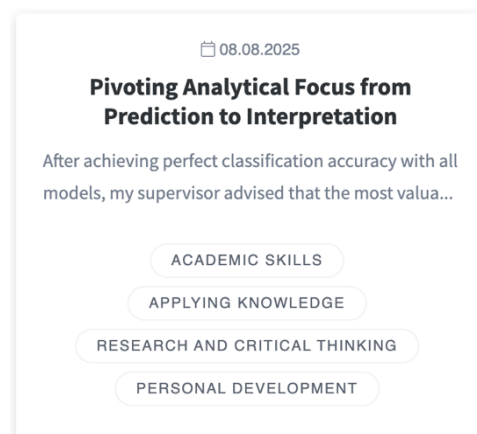 08.08.2025
Pivoting Analytical Focus from
Prediction to Interpretation
After achieving perfect classification accuracy with all
models, my supervisor advised that the most valua...
ACADEMIC SKILLS
APPLYING KNOWLEDGE
RESEARCH AND CRITICAL THINKING
PERSONAL DEVELOPMENT